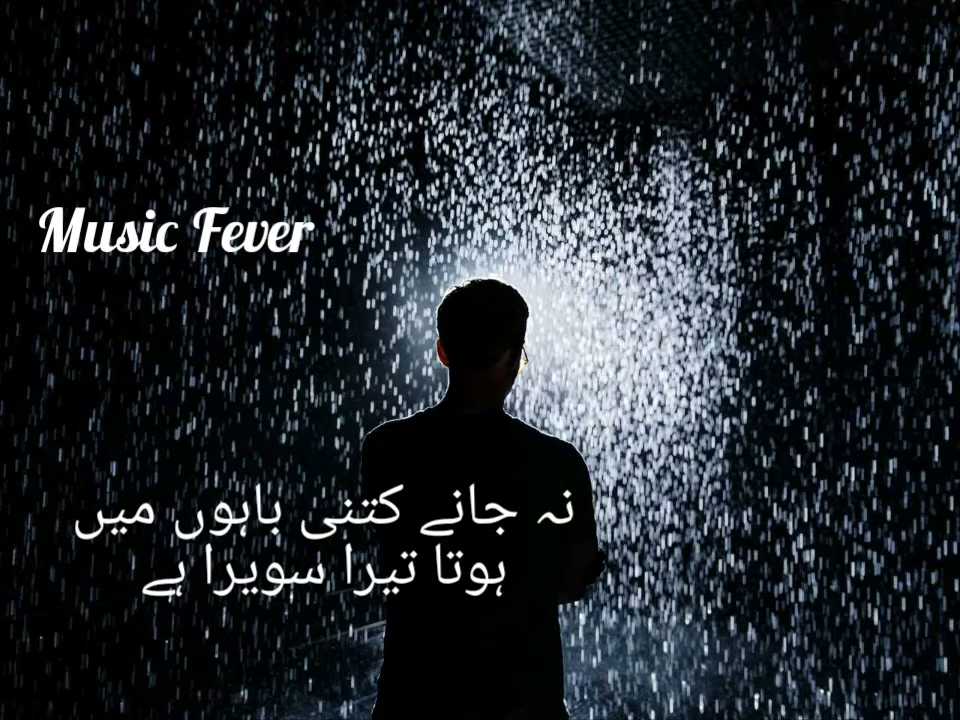 Music Fever
نہ جانے کتنی باہوں میں
ہوتا تیرا سویرا ہے